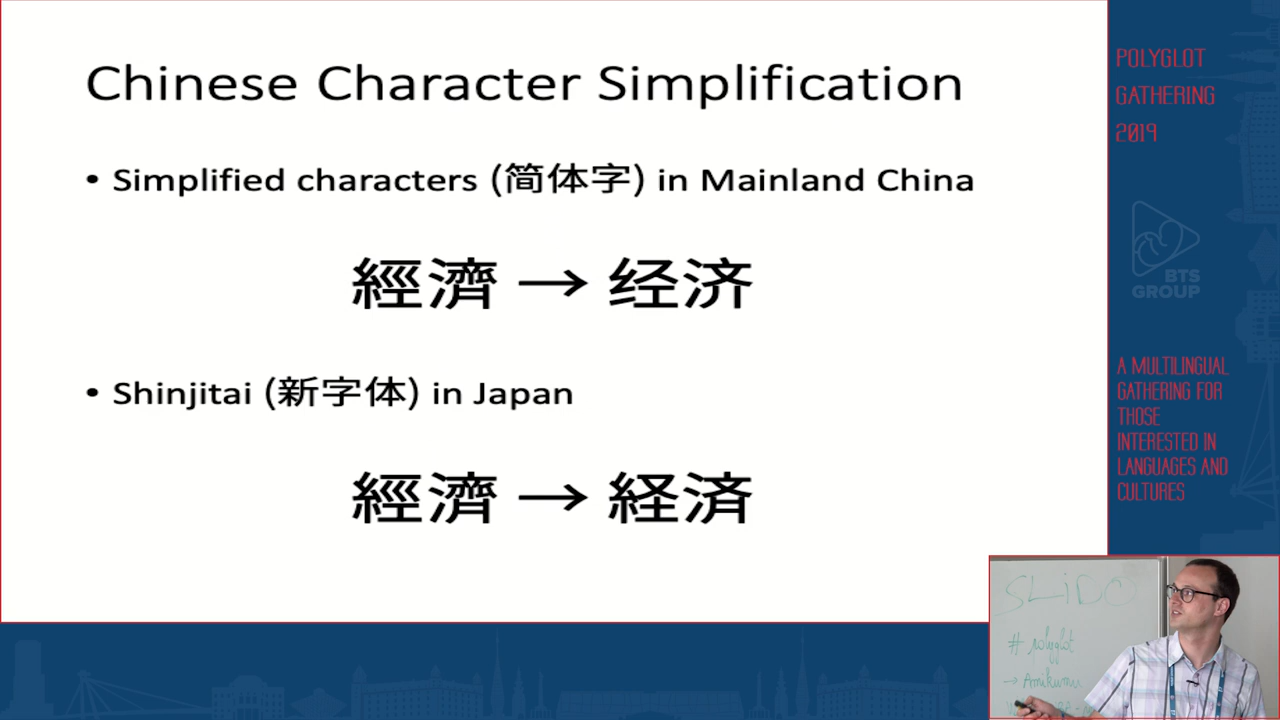 Chinese Character Simplification
• Simplified characters (简体字) in Mainland China
經濟 → 经济
• Shinjitai (新字体) in Japan
經濟 → 経済
POLYGLOT
GATHERING
2019
BTS
GROUP
A MULTILINGUAL
GATHERING FOR
THOSE
INTERESTED IN
LANGUAGES AND
CULTURES
SLiDO
# polyglot
→ Amikumu